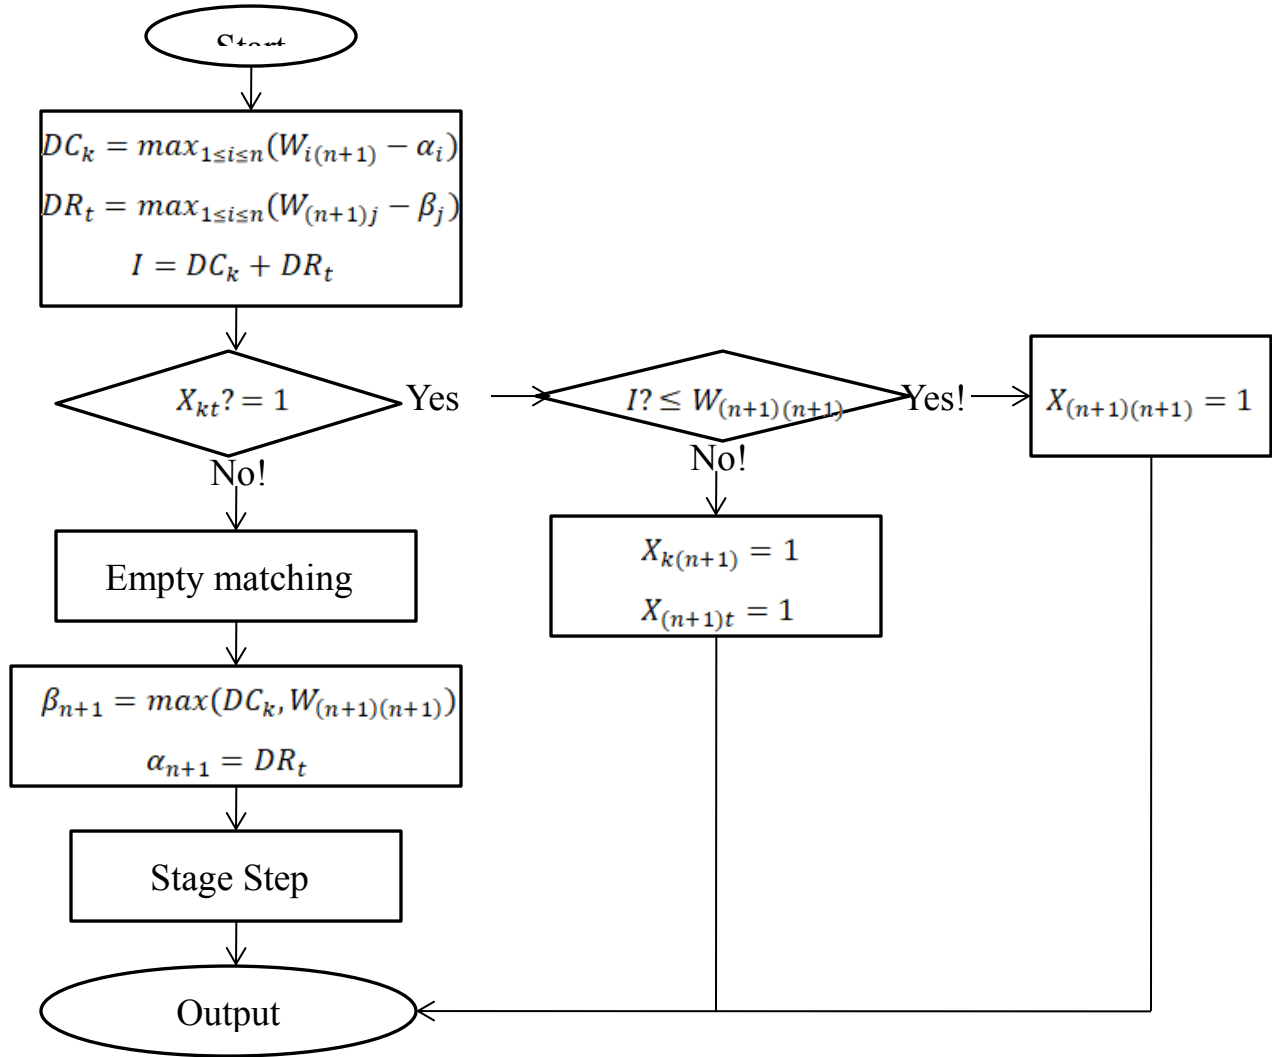 Start
DC_k = max_{1≤i≤n}(W_{i(n+1)} − α_i)
DR_t = max_{1≤i≤n}(W_{(n+1)j} − β_j)
I = DC_k + DR_t
X_{kt}? = 1
Yes
I? ≤ W_{(n+1)(n+1)}
Yes!
X_{(n+1)(n+1)} = 1
No!
No!
X_{k(n+1)} = 1
X_{(n+1)t} = 1
Empty matching
β_{n+1} = max(DC_k, W_{(n+1)(n+1)})
α_{n+1} = DR_t
Stage Step
Output